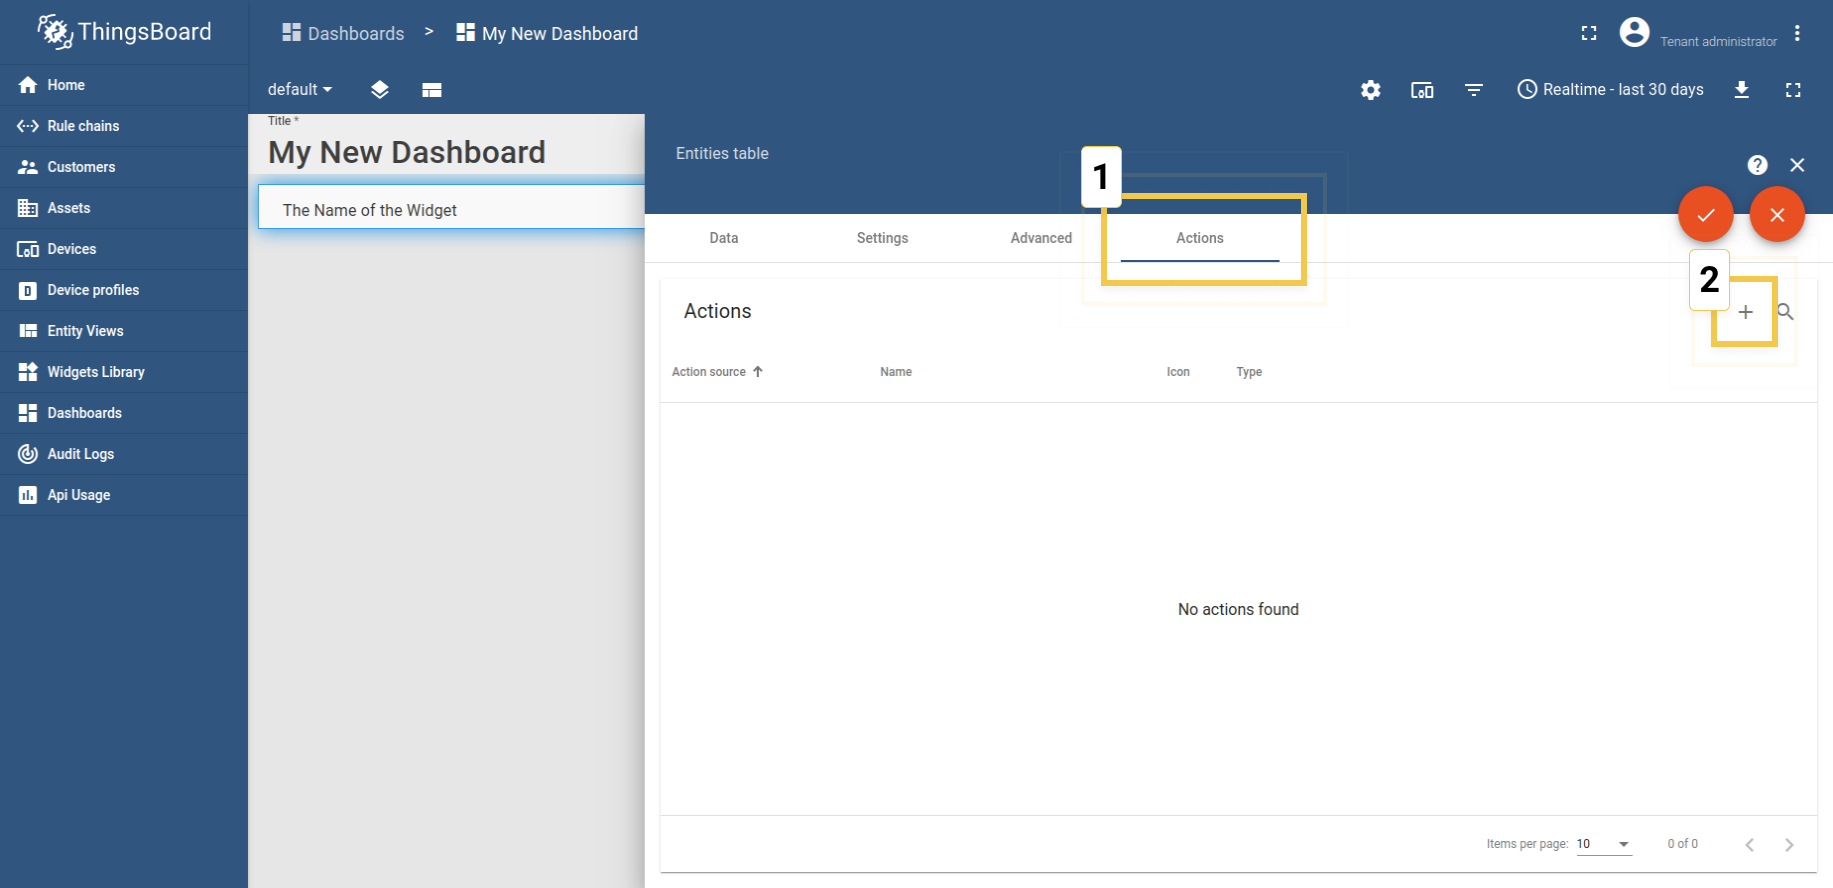 ThingsBoard
Dashboards > My New Dashboard
Tenant administrator
Home
Rule chains
Customers
Assets
Devices
Device profiles
Entity Views
Widgets Library
Dashboards
Audit Logs
Api Usage
default
Realtime - last 30 days
Title *
My New Dashboard
The Name of the Widget
Entities table
1
Data Settings Advanced Actions
2
Actions
Action source Name Icon Type
No actions found
Items per page: 10 0 of 0